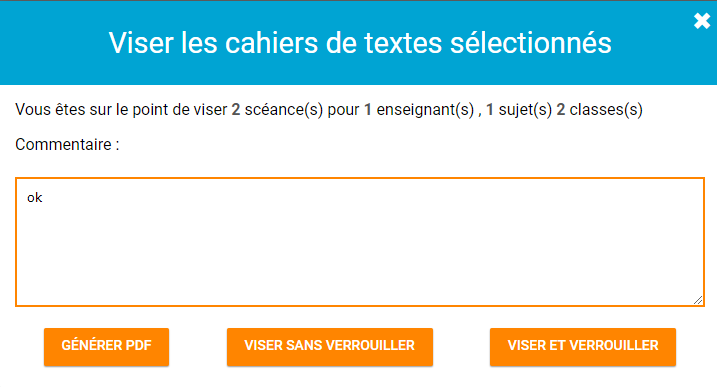 Viser les cahiers de textes sélectionnés
Vous êtes sur le point de viser 2 scéance(s) pour 1 enseignant(s) , 1 sujet(s) 2 classes(s)
Commentaire :
ok
GÉNÉRER PDF
VISER SANS VERROUILLER
VISER ET VERROUILLER